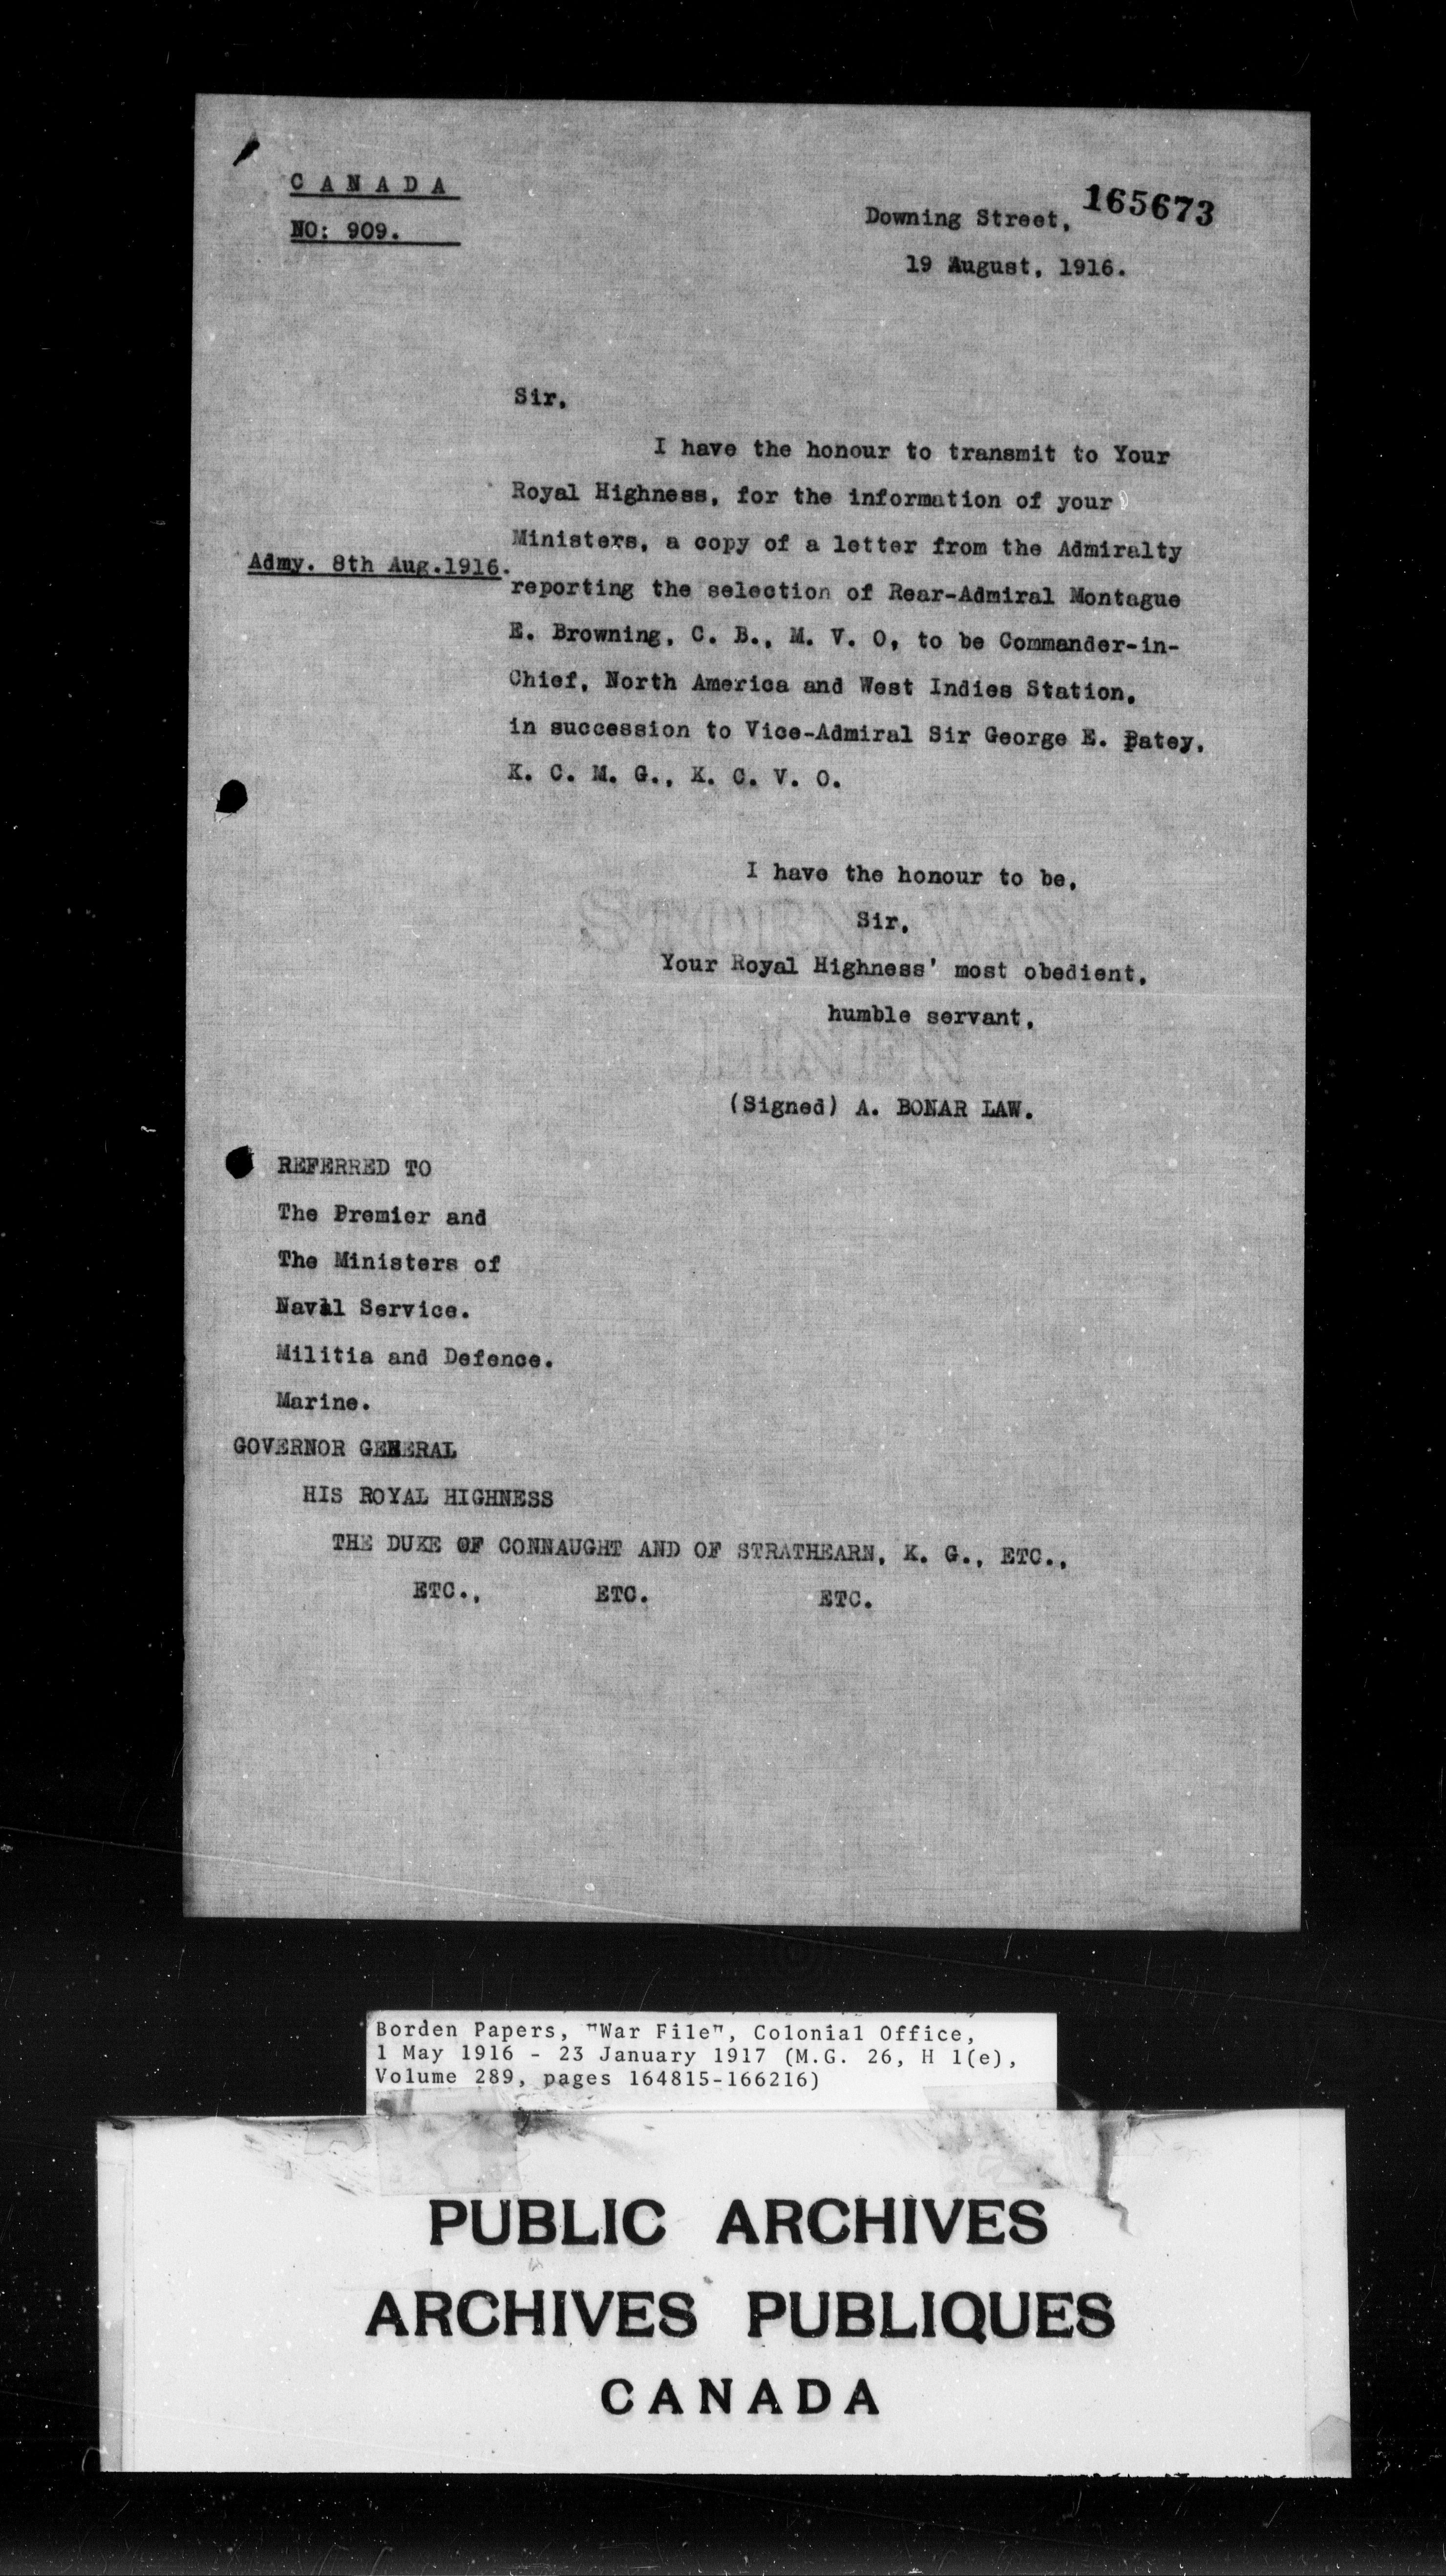 C A N A D A
NO: 909.
165673
Downing Street,
19 August, 1916.
Sir,
I have the honour to transmit to Your
Royal Highness, for the information of your
Ministers, a copy of a letter from the Admiralty
Admy. 8th Aug.1916.
reporting the selection of Rear-Admiral Montague
E. Browning, C. B., M. V. O, to be Commander-in-
Chief, North America and West Indies Station,
in succession to Vice-Admiral Sir George E. Patey,
K. C. M. G., K. C. V. O.
I have the honour to be,
Sir,
Your Royal Highness' most obedient,
humble servant,
(Signed) A. BONAR LAW.
REFERRED TO
The Premier and
The Ministers of
Naval Service.
Militia and Defence.
Marine.
GOVERNOR GENERAL
HIS ROYAL HIGHNESS
THE DUKE OF CONNAUGHT AND OF STRATHEARN, K. G., ETC.,
ETC., ETC. ETC.
Borden Papers, "War File", Colonial Office,
1 May 1916 - 23 January 1917 (M.G. 26, H 1(e),
Volume 289, pages 164815-166216)
PUBLIC ARCHIVES
ARCHIVES PUBLIQUES
CANADA